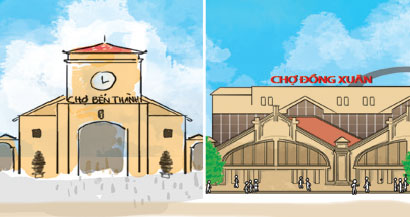 CHỢ BẾN THÀNH
CHỢ ĐỒNG XUÂN